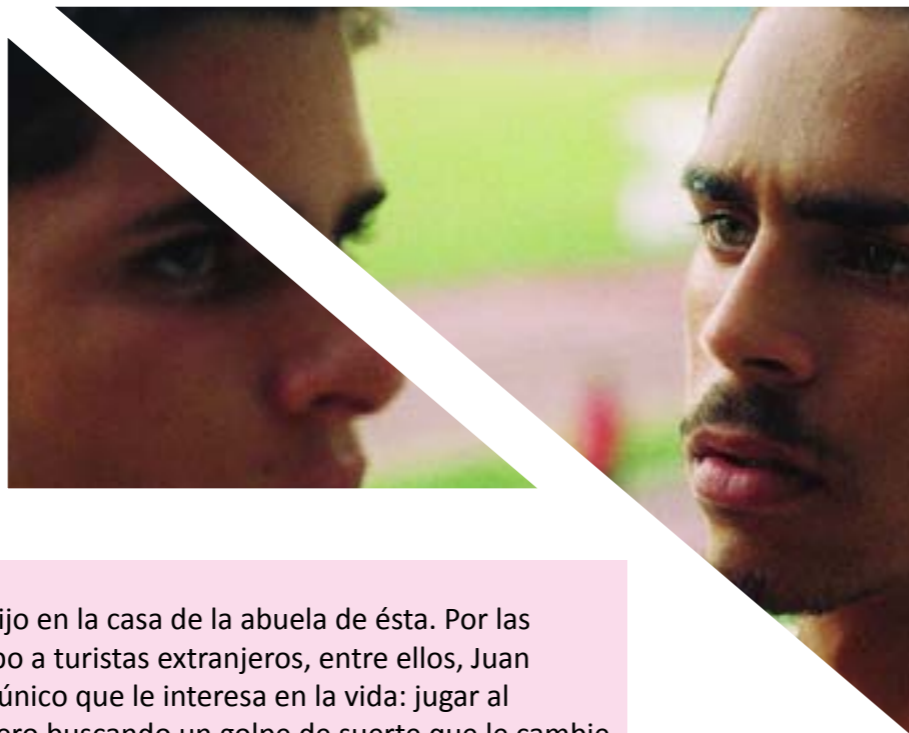 ijo en la casa de la abuela de ésta. Por las
o a turistas extranjeros, entre ellos, Juan
único que le interesa en la vida: jugar al
ero buscando un golpe de suerte que le cambie